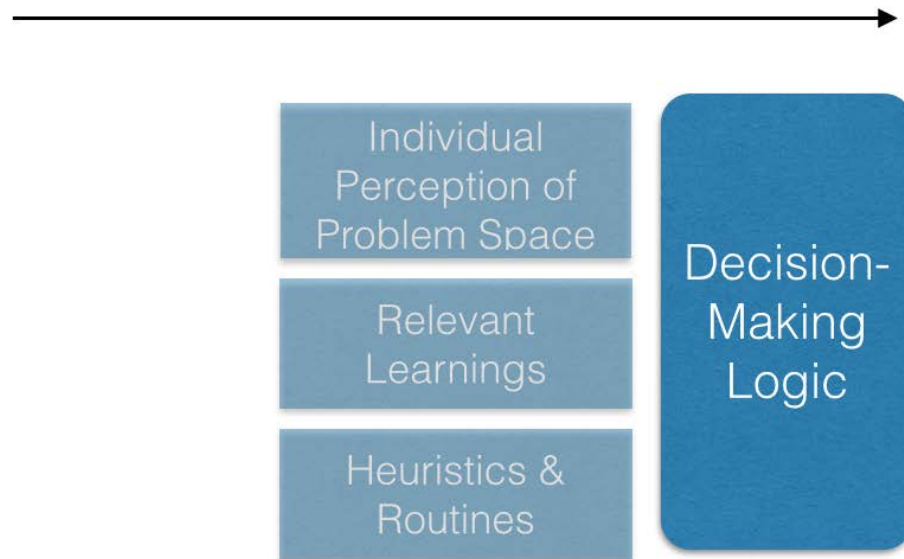 Individual
Perception of
Problem Space
Relevant
Learnings
Heuristics &
Routines
Decision-
Making
Logic